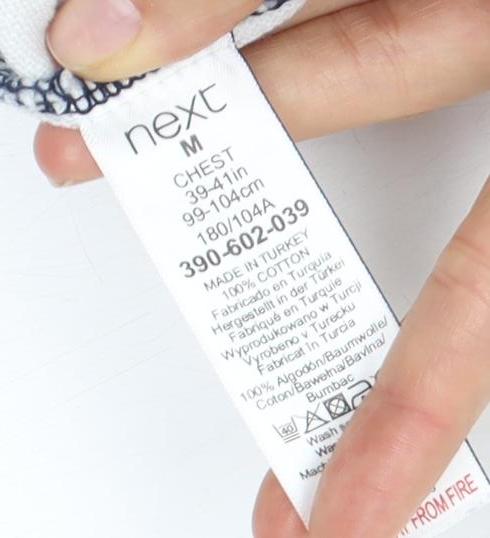 next
M
CHEST
39-41in
99-104cm
180/104A
390-602-039
MADE IN TURKEY
100% COTTON
Fabricado en Turquía
Hergestellt in der Türkei
Fabriqué en Turquie
Wyprodukowano w Turcji
Vyrobeno v Turecku
Fabricat în Turcia
100% Algodón/Baumwolle/
Coton/Bawełna/Bavlna/
Bumbac
40
Wash
FROM FIRE